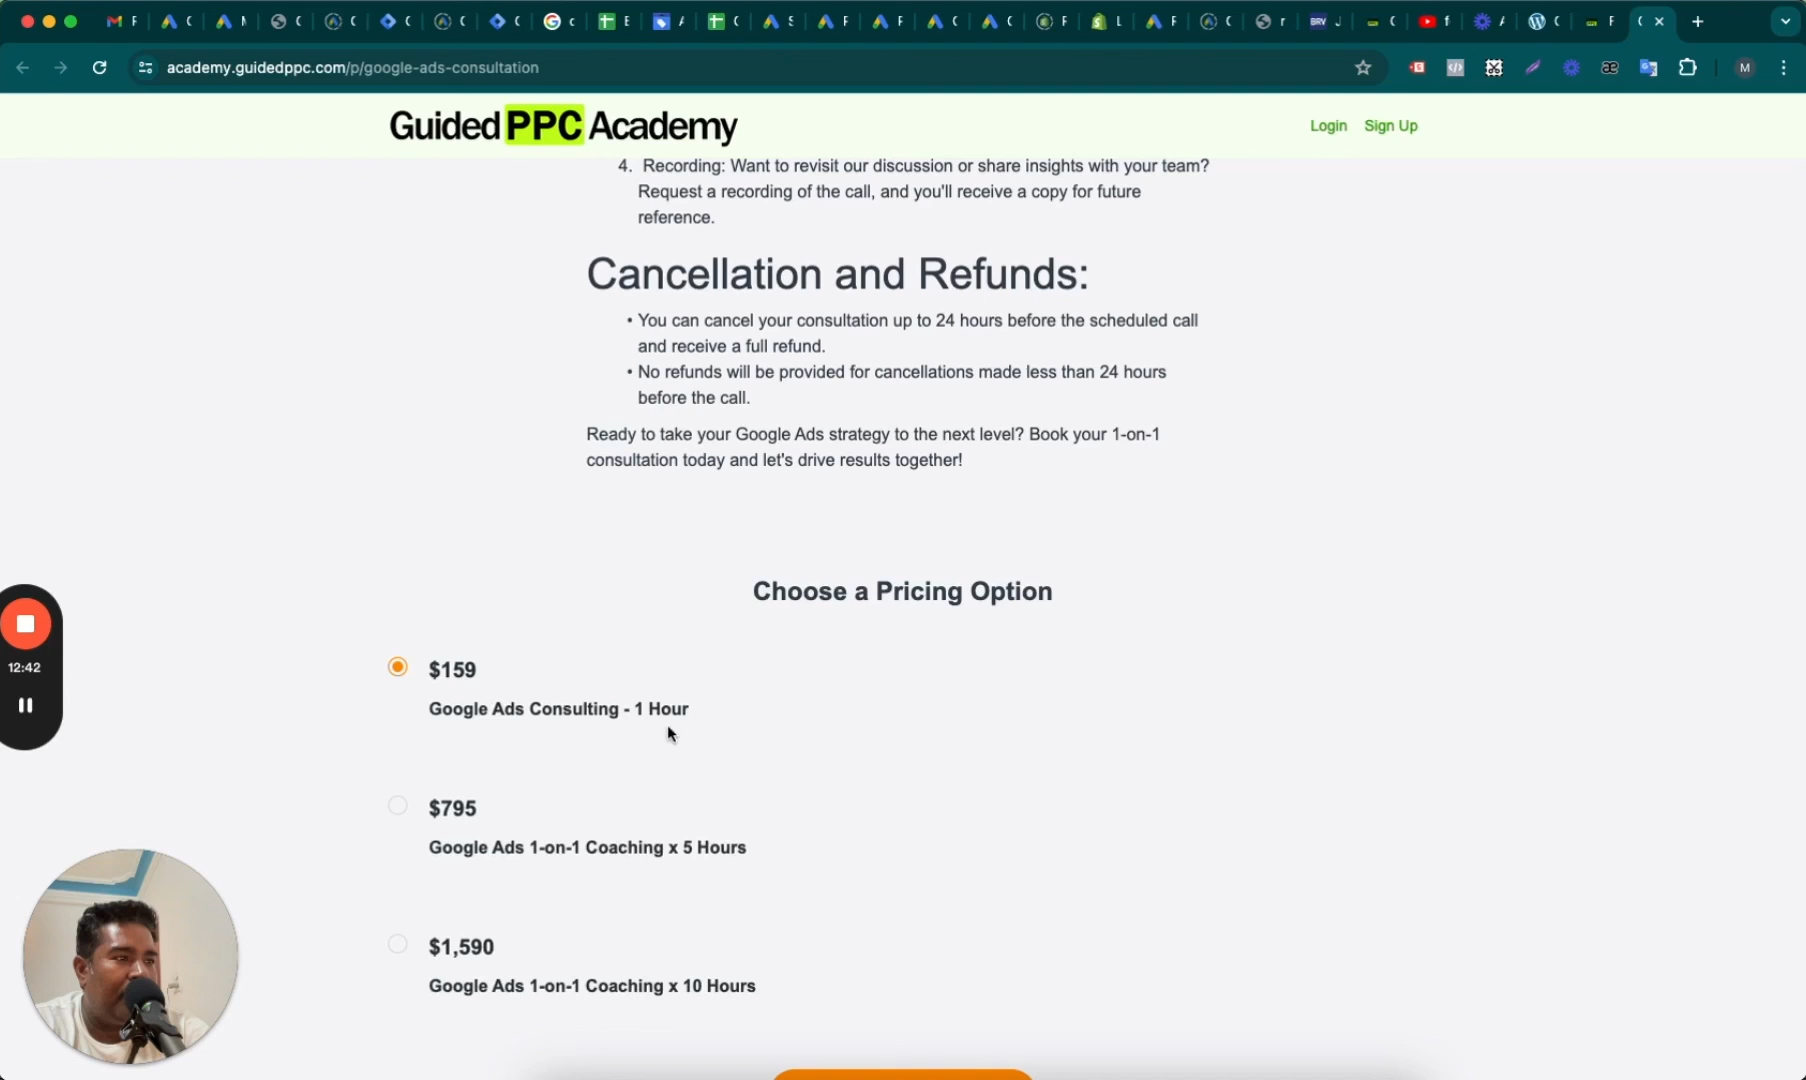 F
C
M
C
C
C
C
C
c
E
A
C
S
F
F
C
C
F
L
F
C
r
BRV
J
C
f
A
C
F
C
academy.guidedppc.com/p/google-ads-consultation
M
Guided PPC Academy
Login
Sign Up
4. Recording: Want to revisit our discussion or share insights with your team?
Request a recording of the call, and you'll receive a copy for future
reference.
Cancellation and Refunds:
• You can cancel your consultation up to 24 hours before the scheduled call
and receive a full refund.
• No refunds will be provided for cancellations made less than 24 hours
before the call.
Ready to take your Google Ads strategy to the next level? Book your 1-on-1
consultation today and let's drive results together!
Choose a Pricing Option
12:42
$159
Google Ads Consulting - 1 Hour
$795
Google Ads 1-on-1 Coaching x 5 Hours
$1,590
Google Ads 1-on-1 Coaching x 10 Hours